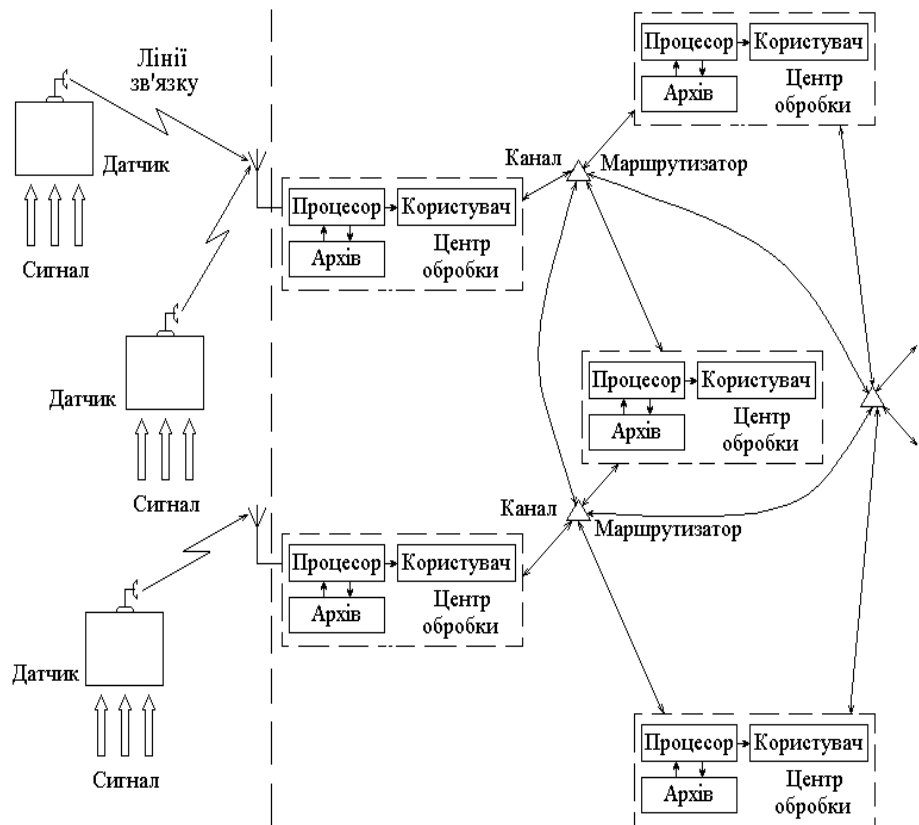 Процесор
Користувач
Архів
Центр
обробки
Лінії
зв'язку
Датчик
Канал
Маршрутизатор
Процесор
Користувач
Архів
Центр
обробки
Сигнал
Процесор
Користувач
Архів
Центр
обробки
Датчик
Сигнал
Канал
Маршрутизатор
Процесор
Користувач
Архів
Центр
обробки
Датчик
Сигнал
Процесор
Користувач
Архів
Центр
обробки